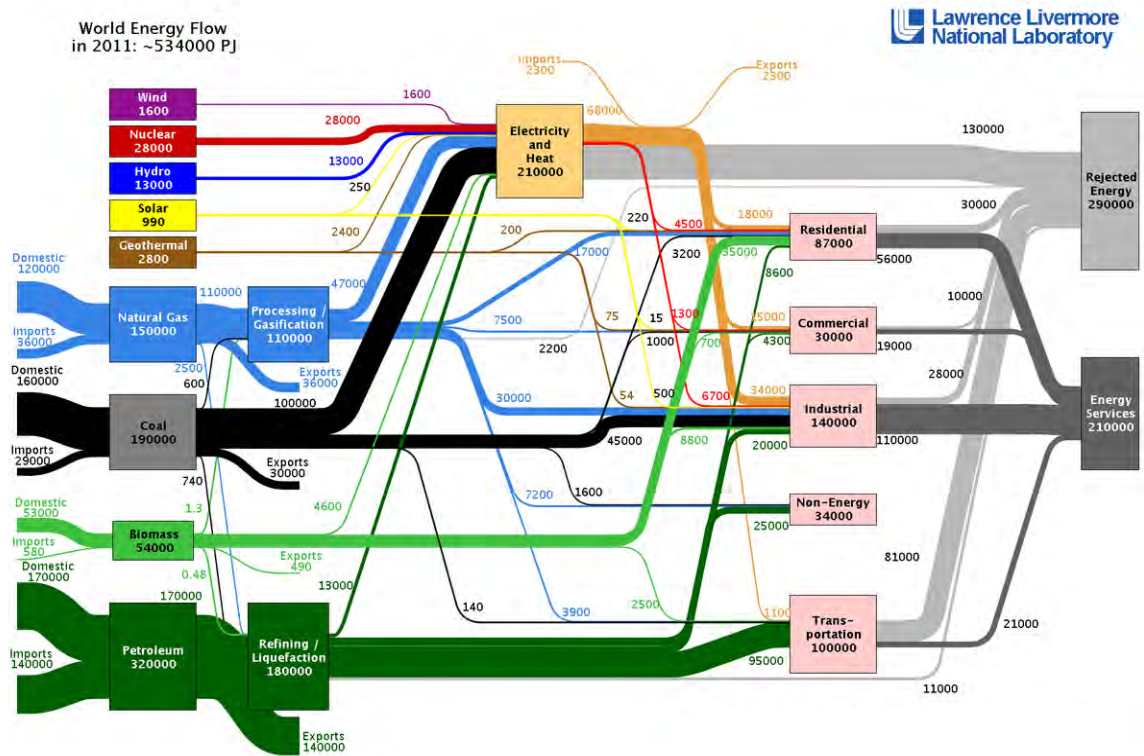 World Energy Flow
in 2011: ~534000 PJ
Lawrence Livermore
National Laboratory
Imports
2300
Exports
2300
Wind
1600
1600
68000
Nuclear
28000
28000
Electricity
and
Heat
210000
130000
Hydro
13000
13000
250
Rejected
Energy
290000
Solar
990
2400
200
220
4500
18000
30000
Residential
87000
Geothermal
2800
17000
3200
35000
8600
56000
Domestic
120000
110000
47000
Natural Gas
150000
Processing /
Gasification
110000
Imports
36000
7500
75
15
1300
15000
Commercial
30000
10000
1000
700
4300
19000
2200
2500
600
Exports
36000
Domestic
160000
100000
28000
30000
54
500
6700
34000
Industrial
140000
Energy
Services
210000
Coal
190000
45000
8800
20000
110000
Imports
29000
Exports
30000
740
1600
7200
Non-Energy
34000
25000
Domestic
53000
1.3
4600
Biomass
54000
Imports
580
Exports
490
81000
Domestic
170000
0.48
170000
13000
140
3900
2500
1100
Trans-
portation
100000
21000
Petroleum
320000
Refining /
Liquefaction
180000
Imports
140000
95000
11000
Exports
140000